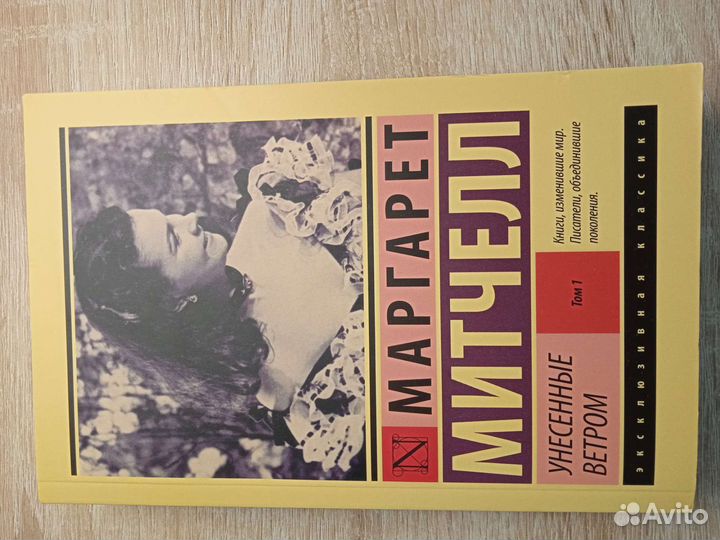 МАРГАРЕТ
МИТЧЕЛЛ
УНЕСЕННЫЕ
ВЕТРОМ
Том 1
Книги, изменившие мир.
Писатели, объединившие
поколения.
эксклюзивная классика
Avito